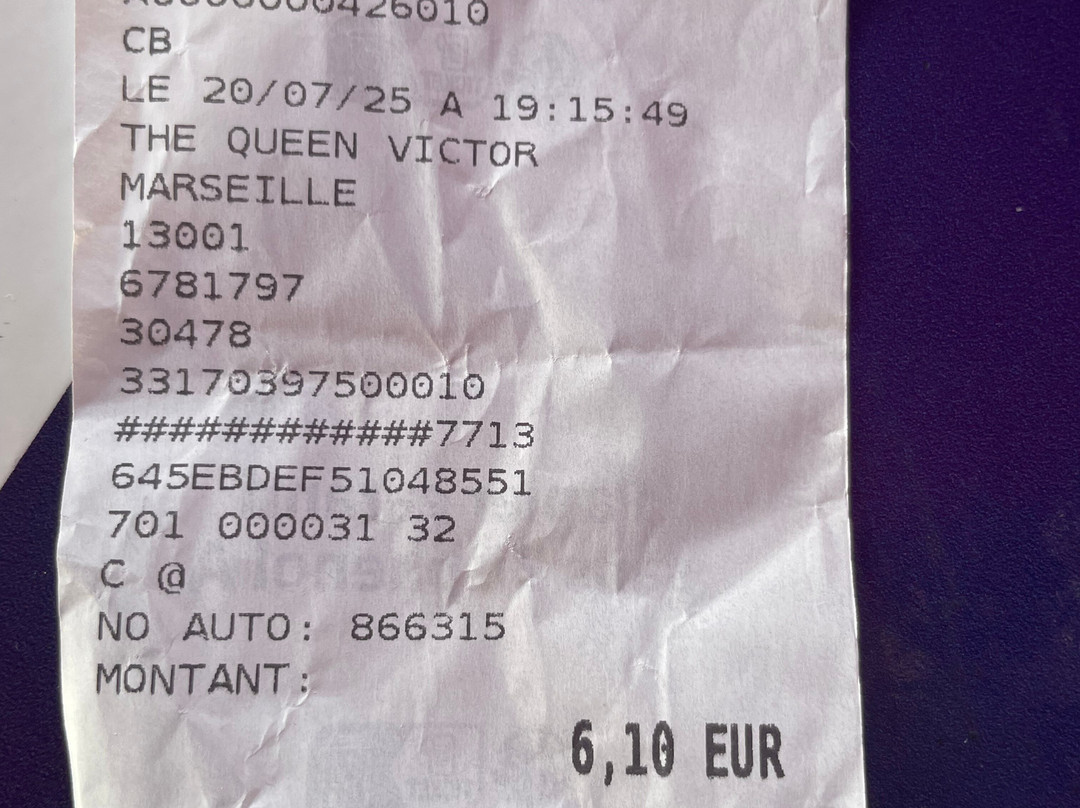 A0000000426010
CB
LE 20/07/25 A 19:15:49
THE QUEEN VICTOR
MARSEILLE
13001
6781797
30478
33170397500010
############7713
645EBDEF51048551
701 000031 32
C @
NO AUTO: 866315
MONTANT:
6,10 EUR